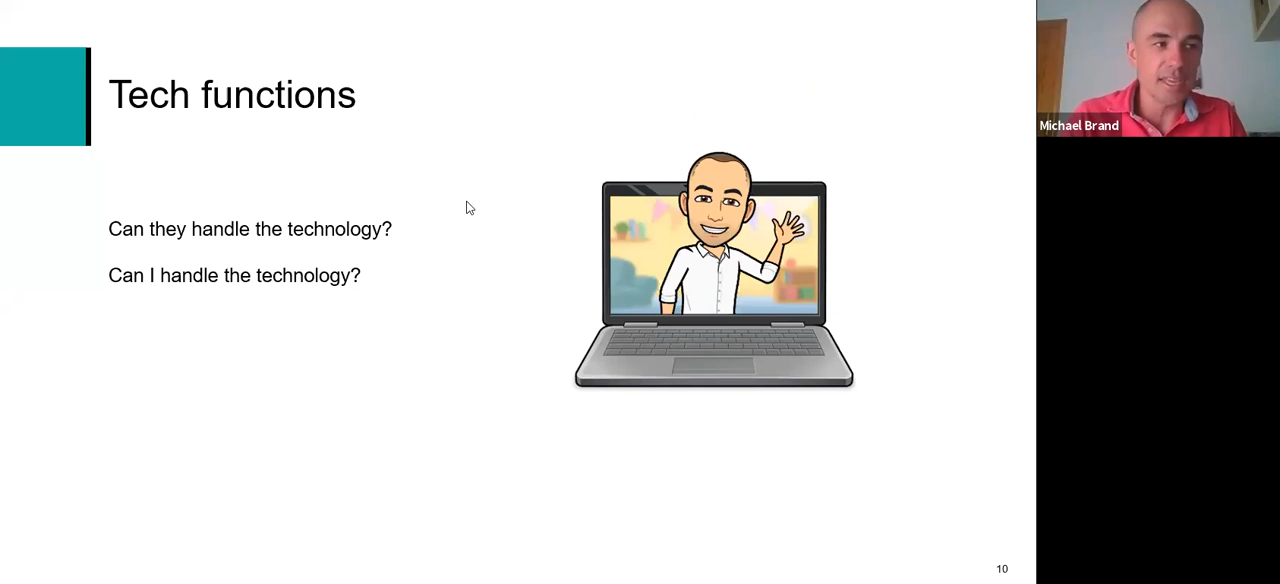 Tech functions
Can they handle the technology?
Can I handle the technology?
10
Michael Brand